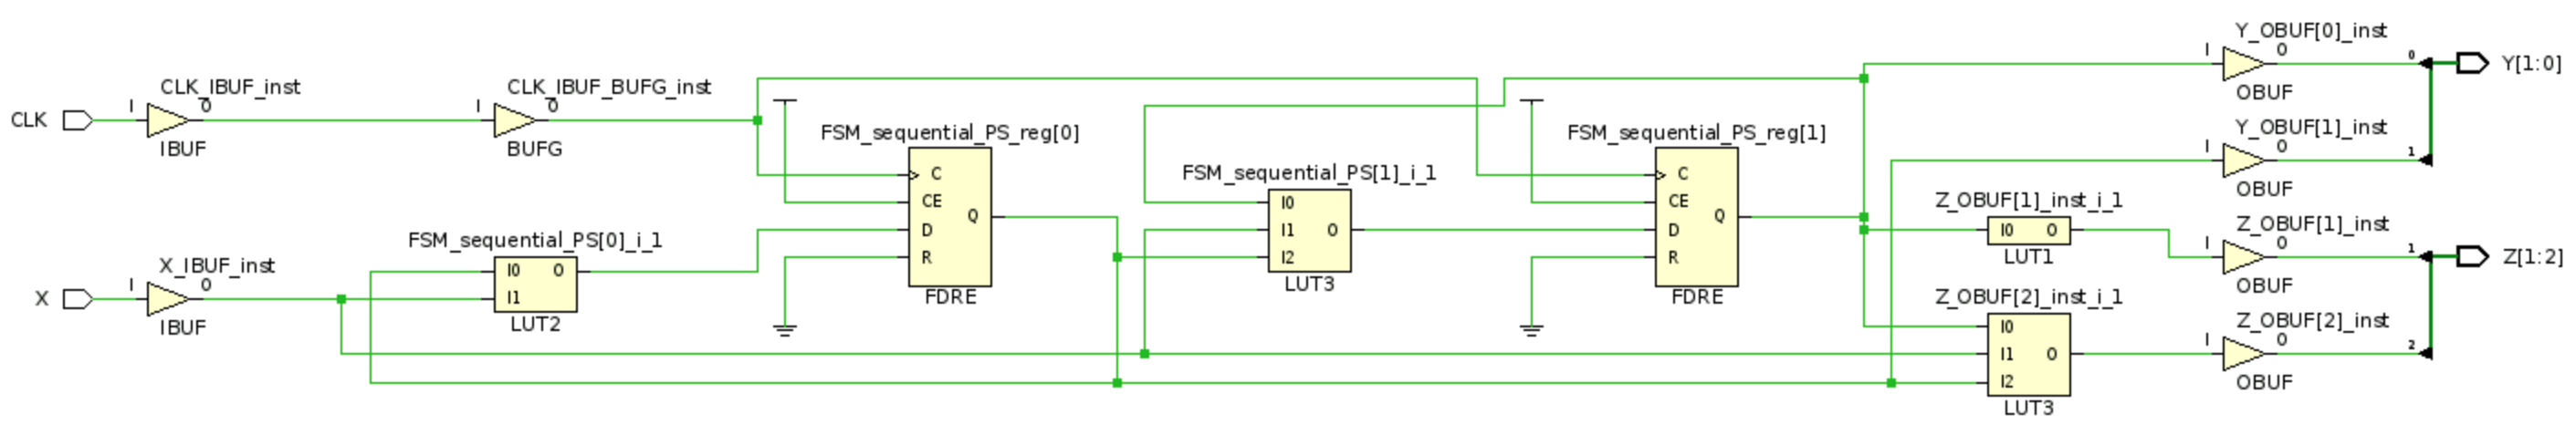 CLK
I
CLK_IBUF_inst
O
IBUF
I
CLK_IBUF_BUFG_inst
O
BUFG
X
I
X_IBUF_inst
O
IBUF
FSM_sequential_PS[0]_i_1
I0
O
I1
LUT2
FSM_sequential_PS_reg[0]
C
CE
Q
D
R
FDRE
FSM_sequential_PS[1]_i_1
I0
I1
O
I2
LUT3
FSM_sequential_PS_reg[1]
C
CE
Q
D
R
FDRE
Z_OBUF[1]_inst_i_1
I0
O
LUT1
Z_OBUF[2]_inst_i_1
I0
I1
O
I2
LUT3
Y_OBUF[0]_inst
I
O
0
OBUF
Y[1:0]
Y_OBUF[1]_inst
I
O
1
OBUF
Z_OBUF[1]_inst
I
O
1
OBUF
Z[1:2]
Z_OBUF[2]_inst
I
O
2
OBUF